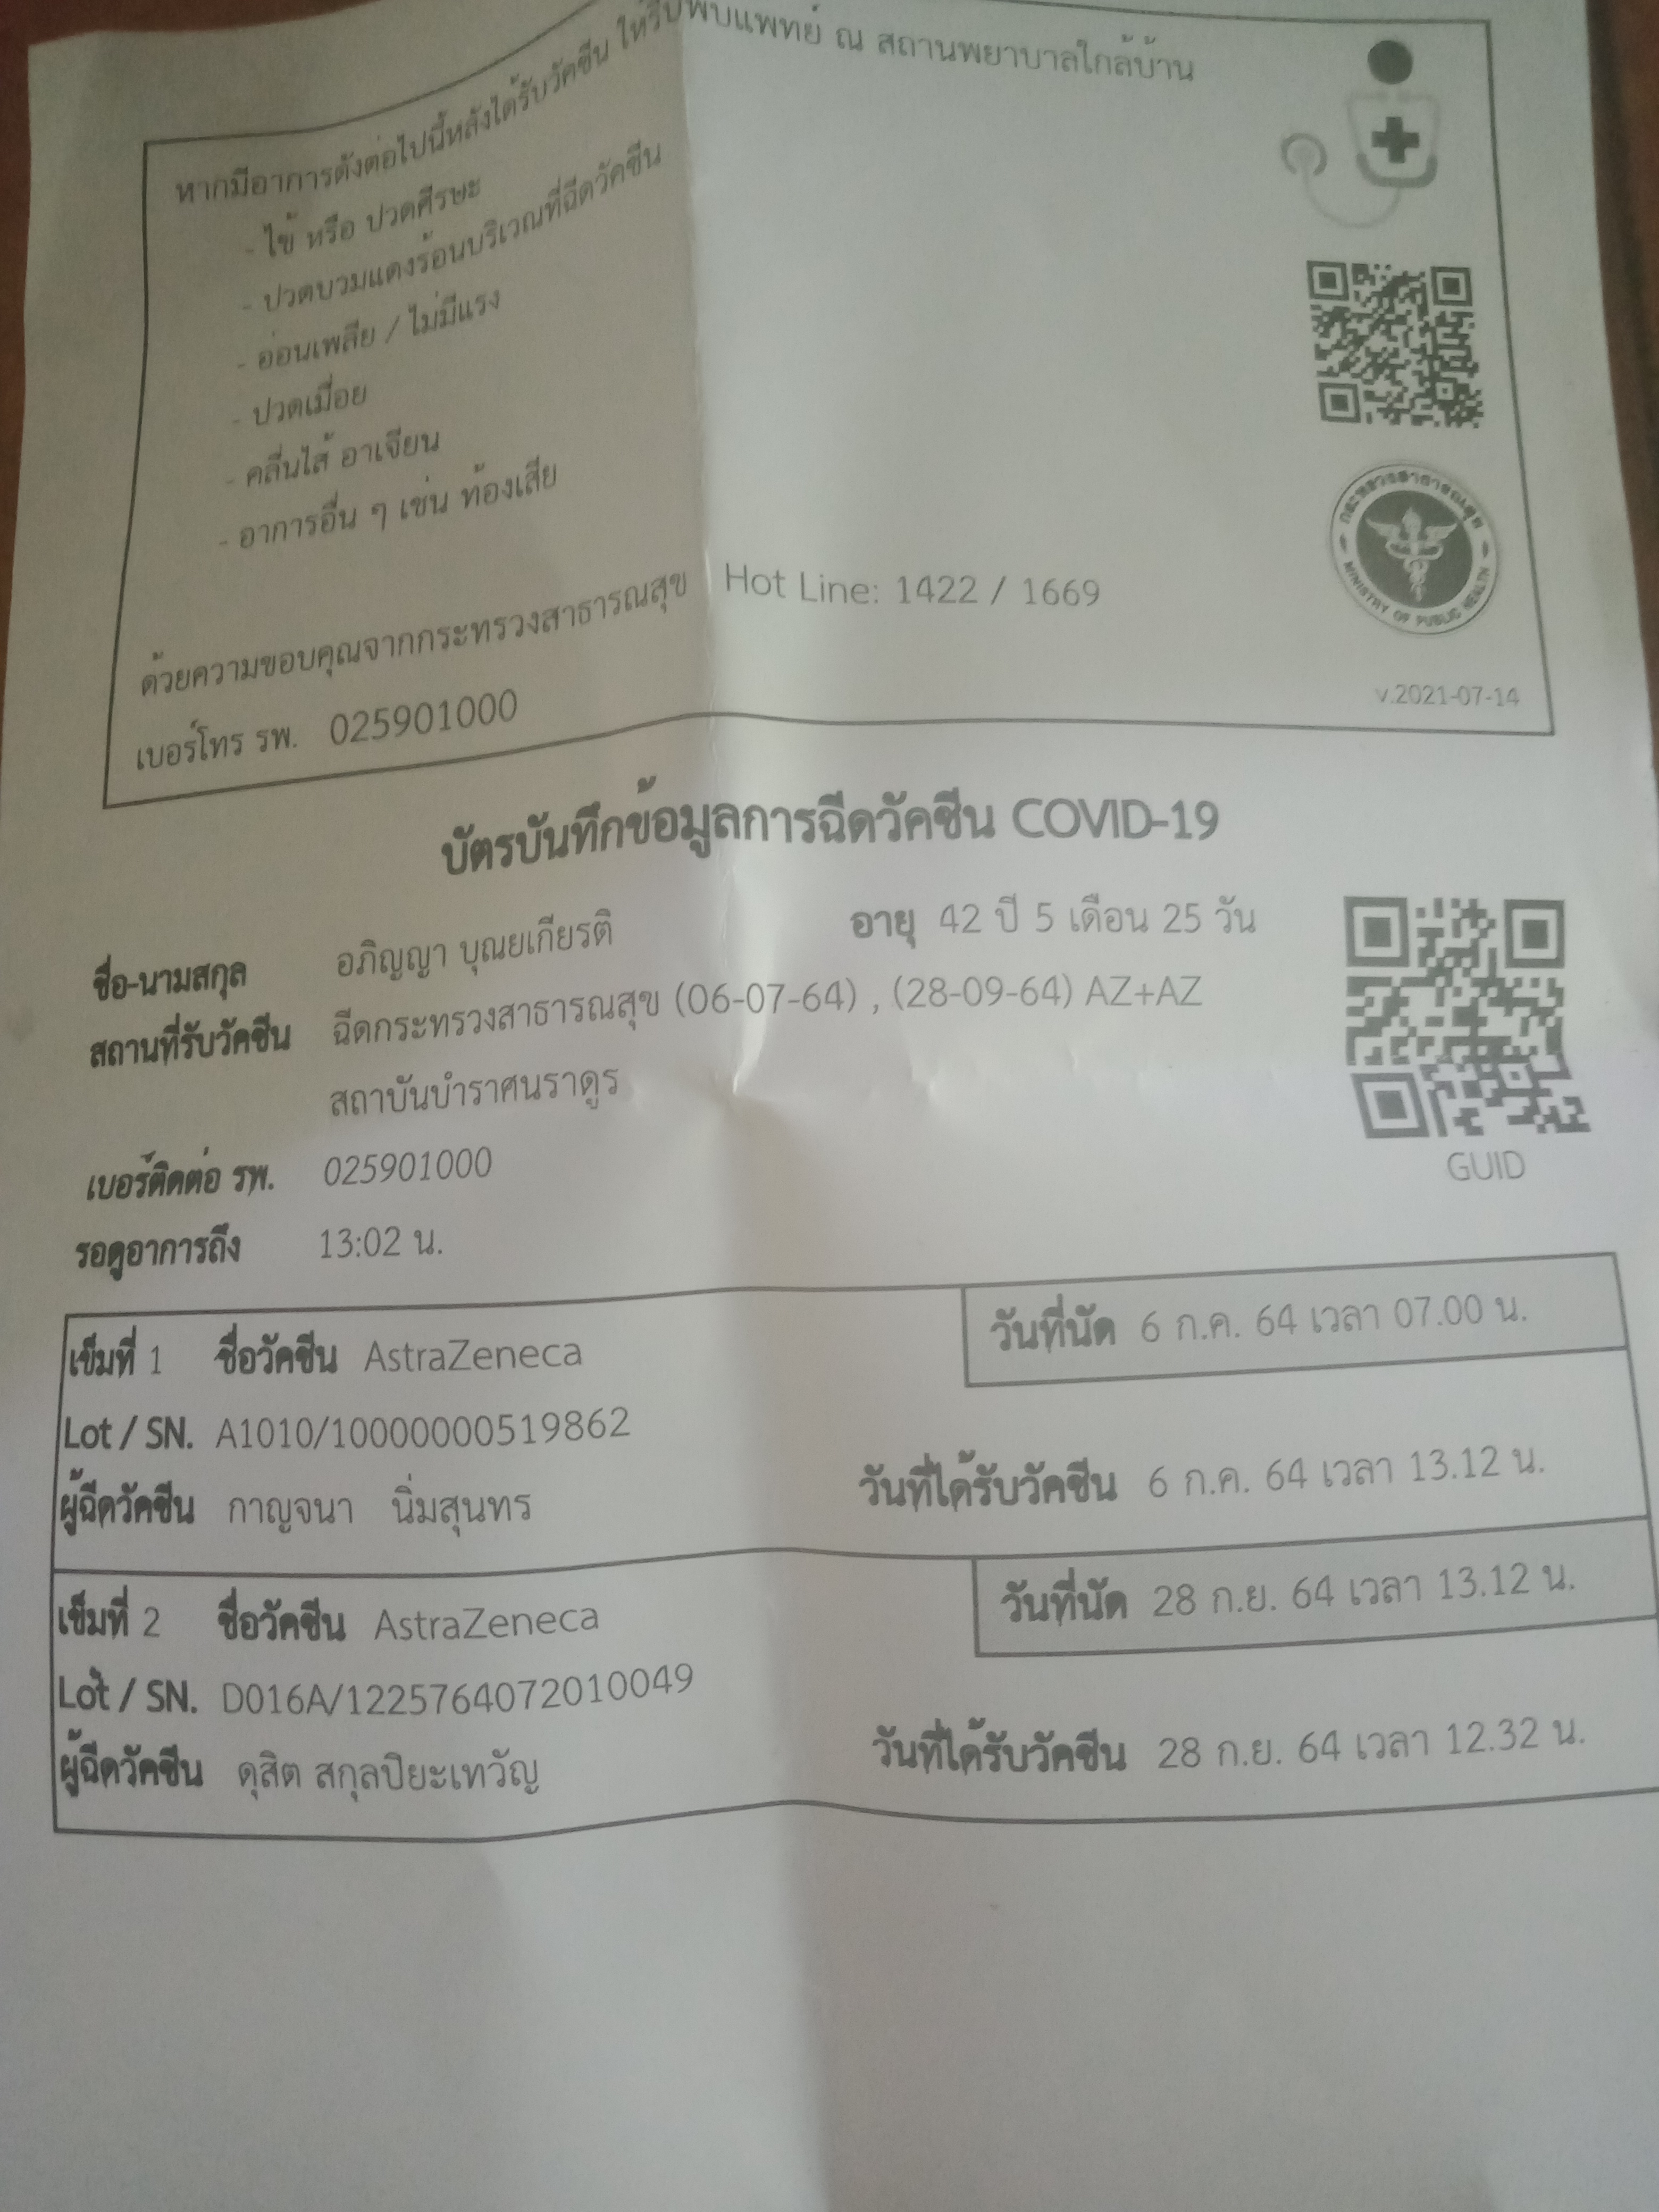 หากมีอาการดังต่อไปนี้หลังได้รับวัคซีน ให้รีบพบแพทย์ ณ สถานพยาบาลใกล้บ้าน
- ไข้ หรือ ปวดศีรษะ
- ปวดบวมแดงร้อนบริเวณที่ฉีดวัคซีน
- อ่อนเพลีย / ไม่มีแรง
- ปวดเมื่อย
- คลื่นไส้ อาเจียน
- อาการอื่น ๆ เช่น ท้องเสีย
กระทรวงสาธารณสุข
MINISTRY OF PUBLIC HEALTH
ด้วยความขอบคุณจากกระทรวงสาธารณสุข Hot Line: 1422 / 1669
เบอร์โทร รพ. 025901000
v.2021-07-14
บัตรบันทึกข้อมูลการฉีดวัคซีน COVID-19
ชื่อ-นามสกุล อภิญญา บุณยเกียรติ อายุ 42 ปี 5 เดือน 25 วัน
สถานที่รับวัคซีน ฉีดกระทรวงสาธารณสุข (06-07-64) , (28-09-64) AZ+AZ
สถาบันบำราศนราดูร
เบอร์ติดต่อ รพ. 025901000
GUID
รอดูอาการถึง 13:02 น.
เข็มที่ 1 ชื่อวัคซีน AstraZeneca วันที่นัด 6 ก.ค. 64 เวลา 07.00 น.
Lot / SN. A1010/10000000519862
ผู้ฉีดวัคซีน กาญจนา นิ่มสุนทร วันที่ได้รับวัคซีน 6 ก.ค. 64 เวลา 13.12 น.
เข็มที่ 2 ชื่อวัคซีน AstraZeneca วันที่นัด 28 ก.ย. 64 เวลา 13.12 น.
Lot / SN. D016A/1225764072010049
ผู้ฉีดวัคซีน ดุสิต สกุลปิยะเทวัญ วันที่ได้รับวัคซีน 28 ก.ย. 64 เวลา 12.32 น.